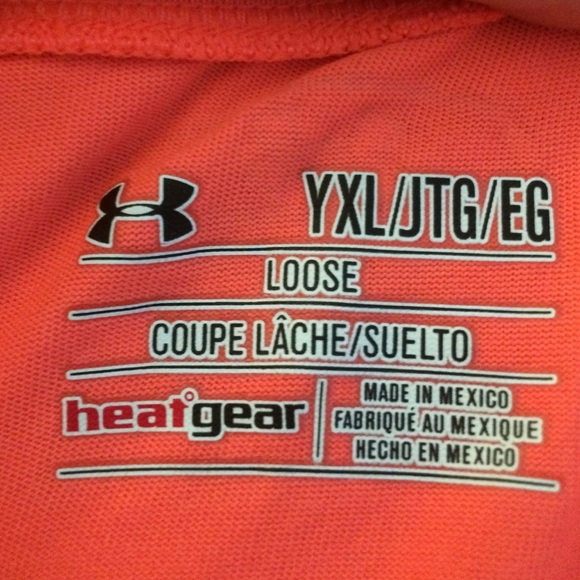 YXL/JTG/EG
LOOSE
COUPE LÂCHE/SUELTO
heatgear
MADE IN MEXICO
FABRIQUÉ AU MEXIQUE
HECHO EN MEXICO